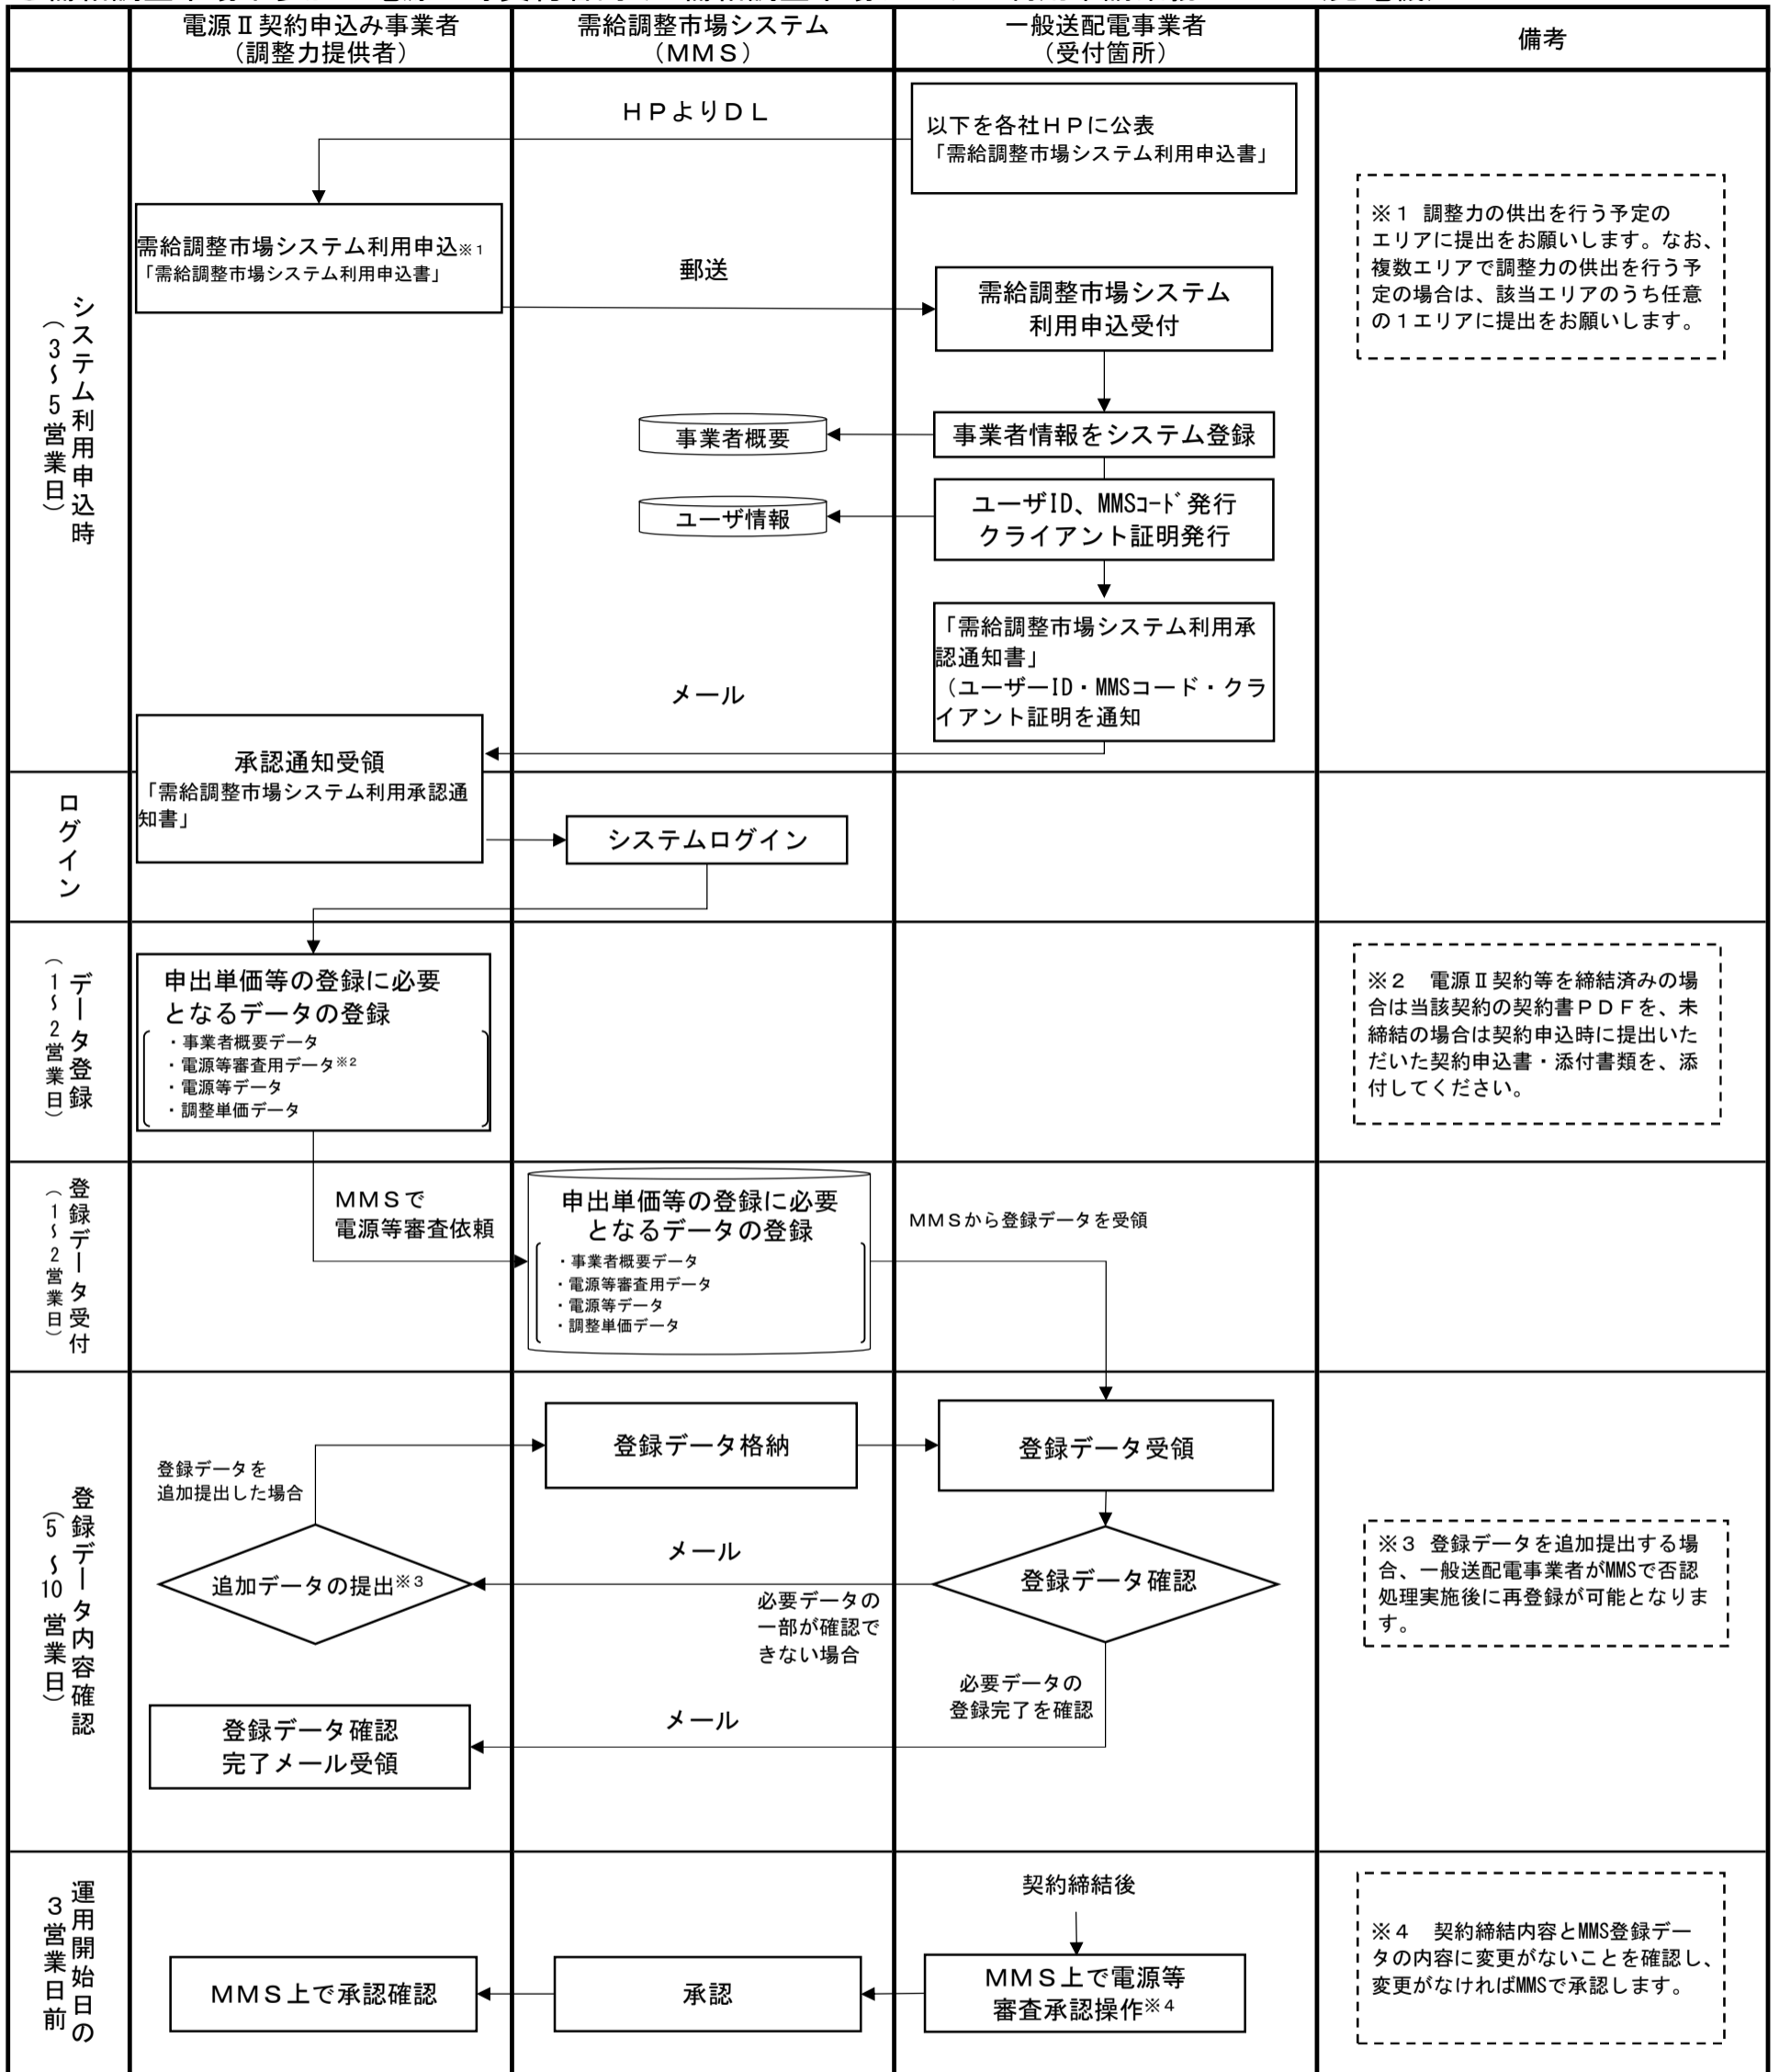 電源Ⅱ契約申込み事業者
（調整力提供者）
需給調整市場システム
（ＭＭＳ）
一般送配電事業者
（受付箇所）
備考
システム利用申込時
（３～５営業日）
ＨＰよりＤＬ
以下を各社ＨＰに公表
「需給調整市場システム利用申込書」
需給調整市場システム利用申込※1
「需給調整市場システム利用申込書」
郵送
需給調整市場システム
利用申込受付
※１ 調整力の供出を行う予定の
エリアに提出をお願いします。なお、
複数エリアで調整力の供出を行う予
定の場合は、該当エリアのうち任意
の１エリアに提出をお願いします。
事業者概要
事業者情報をシステム登録
ユーザ情報
ユーザID、MMSｺｰﾄﾞ発行
クライアント証明発行
「需給調整市場システム利用承
認通知書」
（ユーザーID・MMSコード・クラ
イアント証明を通知
メール
承認通知受領
「需給調整市場システム利用承認通
知書」
ログイン
システムログイン
データ登録
（１～２営業日）
申出単価等の登録に必要
となるデータの登録
・事業者概要データ
・電源等審査用データ※2
・電源等データ
・調整単価データ
※２　電源Ⅱ契約等を締結済みの場
合は当該契約の契約書ＰＤＦを、未
締結の場合は契約申込時に提出いた
だいた契約申込書・添付書類を、添
付してください。
登録データ受付
（１～２営業日）
ＭＭＳで
電源等審査依頼
申出単価等の登録に必要
となるデータの登録
・事業者概要データ
・電源等審査用データ
・電源等データ
・調整単価データ
ＭＭＳから登録データを受領
登録データ内容確認
（５～10営業日）
登録データを
追加提出した場合
登録データ格納
登録データ受領
追加データの提出※3
メール
必要データの
一部が確認で
きない場合
登録データ確認
※３ 登録データを追加提出する場
合、一般送配電事業者がMMSで否認
処理実施後に再登録が可能となりま
す。
必要データの
登録完了を確認
メール
登録データ確認
完了メール受領
運用開始日の
３営業日前
契約締結後
ＭＭＳ上で承認確認
承認
ＭＭＳ上で電源等
審査承認操作※4
※４　契約締結内容とMMS登録デー
タの内容に変更がないことを確認し、
変更がなければMMSで承認します。